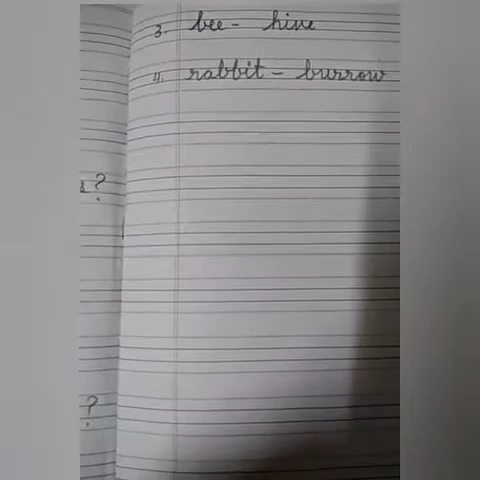 3. bee - hive
4. rabbit - burrow
?
?